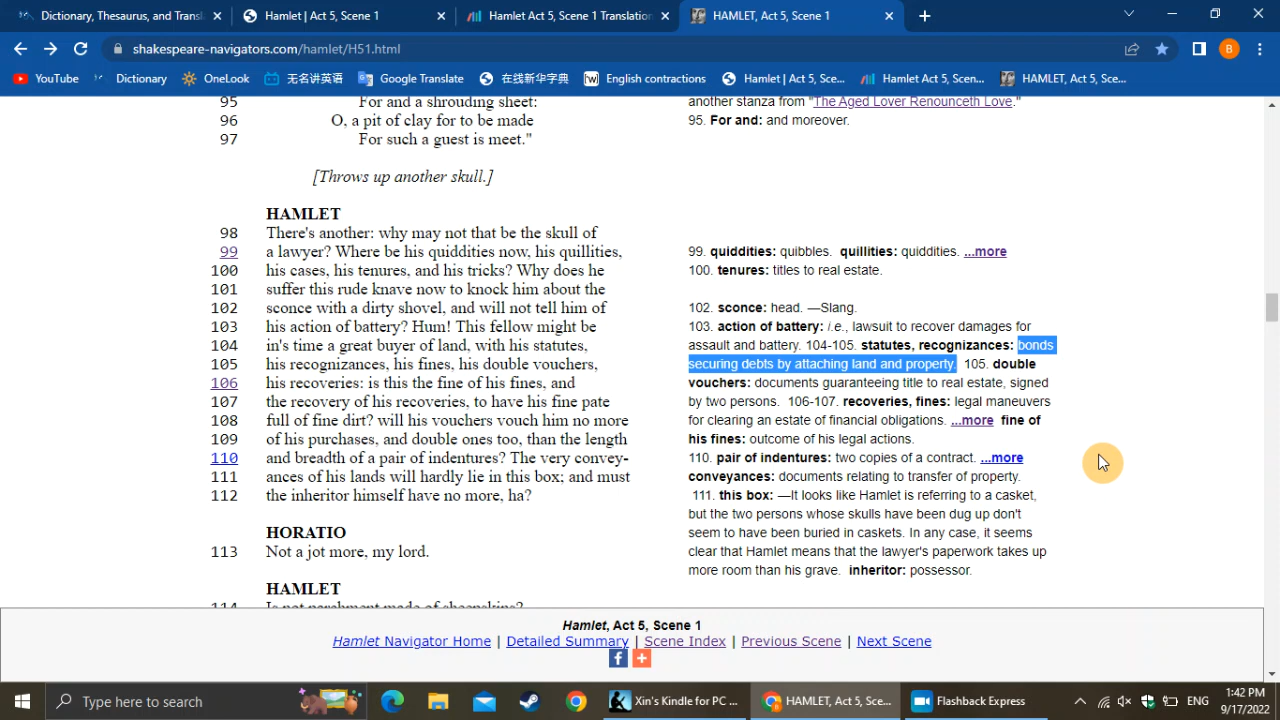 Dictionary, Thesaurus, and Transl
Hamlet | Act 5, Scene 1
Hamlet Act 5, Scene 1 Translation
HAMLET, Act 5, Scene 1
shakespeare-navigators.com/hamlet/H51.html
B
YouTube
Dictionary
OneLook
无名讲英语
Google Translate
在线新华字典
English contractions
Hamlet | Act 5, Sce...
Hamlet Act 5, Scen...
HAMLET, Act 5, Sce...
95 For and a shrouding sheet:
96 O, a pit of clay for to be made
97 For such a guest is meet."
[Throws up another skull.]
HAMLET
98 There's another: why may not that be the skull of
99 a lawyer? Where be his quiddities now, his quillities,
100 his cases, his tenures, and his tricks? Why does he
101 suffer this rude knave now to knock him about the
102 sconce with a dirty shovel, and will not tell him of
103 his action of battery? Hum! This fellow might be
104 in's time a great buyer of land, with his statutes,
105 his recognizances, his fines, his double vouchers,
106 his recoveries: is this the fine of his fines, and
107 the recovery of his recoveries, to have his fine pate
108 full of fine dirt? will his vouchers vouch him no more
109 of his purchases, and double ones too, than the length
110 and breadth of a pair of indentures? The very convey-
111 ances of his lands will hardly lie in this box; and must
112 the inheritor himself have no more, ha?
HORATIO
113 Not a jot more, my lord.
HAMLET
114 Is not parchment made of sheepskins?
another stanza from "The Aged Lover Renounceth Love."
95. For and: and moreover.
99. quiddities: quibbles. quillities: quiddities. ...more
100. tenures: titles to real estate.
102. sconce: head. —Slang.
103. action of battery: i.e., lawsuit to recover damages for
assault and battery. 104-105. statutes, recognizances: bonds
securing debts by attaching land and property. 105. double
vouchers: documents guaranteeing title to real estate, signed
by two persons. 106-107. recoveries, fines: legal maneuvers
for clearing an estate of financial obligations. ...more fine of
his fines: outcome of his legal actions.
110. pair of indentures: two copies of a contract. ...more
conveyances: documents relating to transfer of property.
111. this box: —It looks like Hamlet is referring to a casket,
but the two persons whose skulls have been dug up don't
seem to have been buried in caskets. In any case, it seems
clear that Hamlet means that the lawyer's paperwork takes up
more room than his grave. inheritor: possessor.
Hamlet, Act 5, Scene 1
Hamlet Navigator Home | Detailed Summary | Scene Index | Previous Scene | Next Scene
Type here to search
Xin's Kindle for PC ...
HAMLET, Act 5, Sce...
Flashback Express
ENG
1:42 PM
9/17/2022